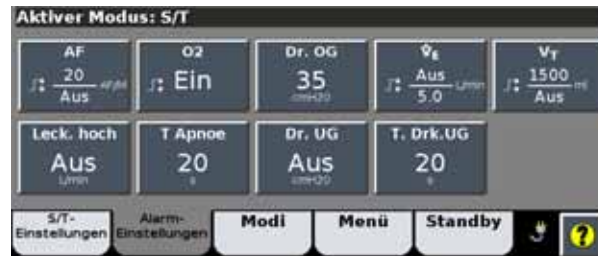 Aktiver Modus: S/T
AF O2 Dr. OG V̇E VT
20 AF/M Aus
Ein
35 cmH2O
Aus L/min 5.0
1500 ml Aus
Leck. hoch T Apnoe Dr. UG T. Drk.UG
Aus L/min
20 s
Aus cmH2O
20 s
S/T-Einstellungen Alarm-Einstellungen Modi Menü Standby ?